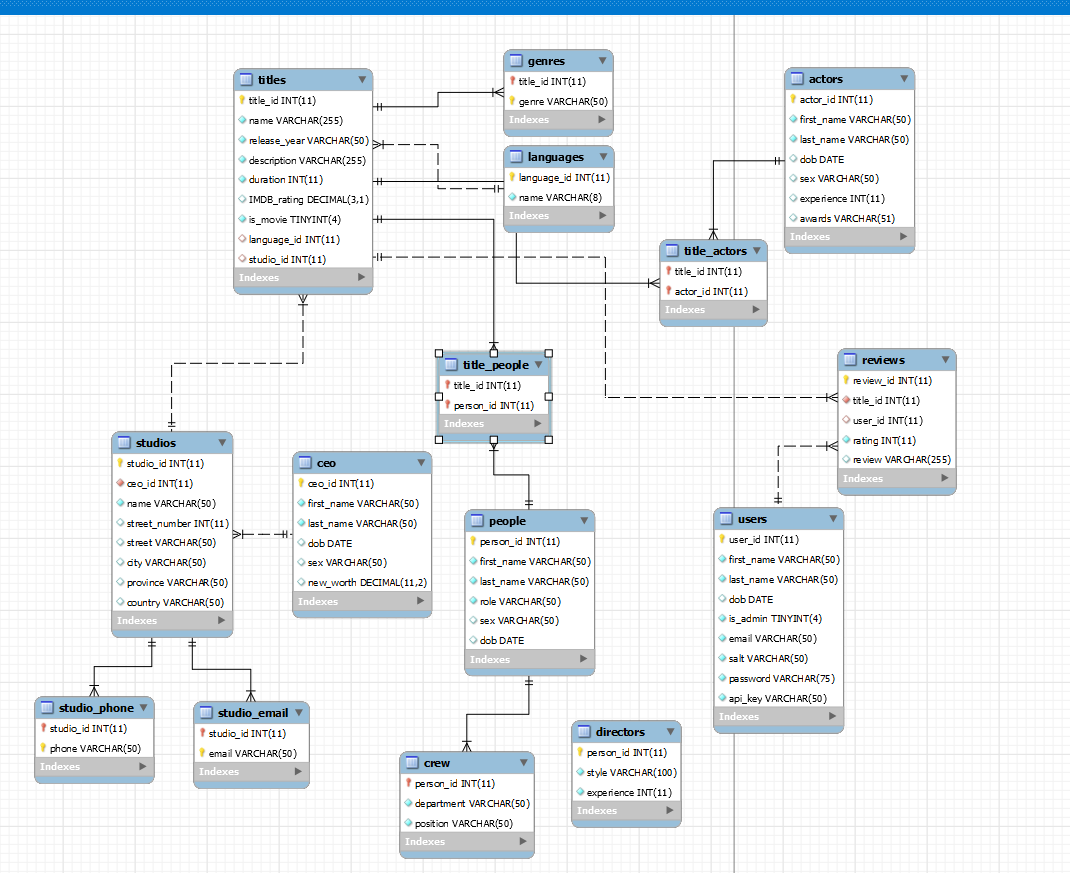 titles
title_id INT(11)
name VARCHAR(255)
release_year VARCHAR(50)
description VARCHAR(255)
duration INT(11)
IMDB_rating DECIMAL(3,1)
is_movie TINYINT(4)
language_id INT(11)
studio_id INT(11)
Indexes
genres
title_id INT(11)
genre VARCHAR(50)
Indexes
languages
language_id INT(11)
name VARCHAR(8)
Indexes
actors
actor_id INT(11)
first_name VARCHAR(50)
last_name VARCHAR(50)
dob DATE
sex VARCHAR(50)
experience INT(11)
awards VARCHAR(51)
Indexes
title_actors
title_id INT(11)
actor_id INT(11)
Indexes
title_people
title_id INT(11)
person_id INT(11)
Indexes
reviews
review_id INT(11)
title_id INT(11)
user_id INT(11)
rating INT(11)
review VARCHAR(255)
Indexes
studios
studio_id INT(11)
ceo_id INT(11)
name VARCHAR(50)
street_number INT(11)
street VARCHAR(50)
city VARCHAR(50)
province VARCHAR(50)
country VARCHAR(50)
Indexes
ceo
ceo_id INT(11)
first_name VARCHAR(50)
last_name VARCHAR(50)
dob DATE
sex VARCHAR(50)
new_worth DECIMAL(11,2)
Indexes
people
person_id INT(11)
first_name VARCHAR(50)
last_name VARCHAR(50)
role VARCHAR(50)
sex VARCHAR(50)
dob DATE
Indexes
users
user_id INT(11)
first_name VARCHAR(50)
last_name VARCHAR(50)
dob DATE
is_admin TINYINT(4)
email VARCHAR(50)
salt VARCHAR(50)
password VARCHAR(75)
api_key VARCHAR(50)
Indexes
studio_phone
studio_id INT(11)
phone VARCHAR(50)
Indexes
studio_email
studio_id INT(11)
email VARCHAR(50)
Indexes
crew
person_id INT(11)
department VARCHAR(50)
position VARCHAR(50)
Indexes
directors
person_id INT(11)
style VARCHAR(100)
experience INT(11)
Indexes